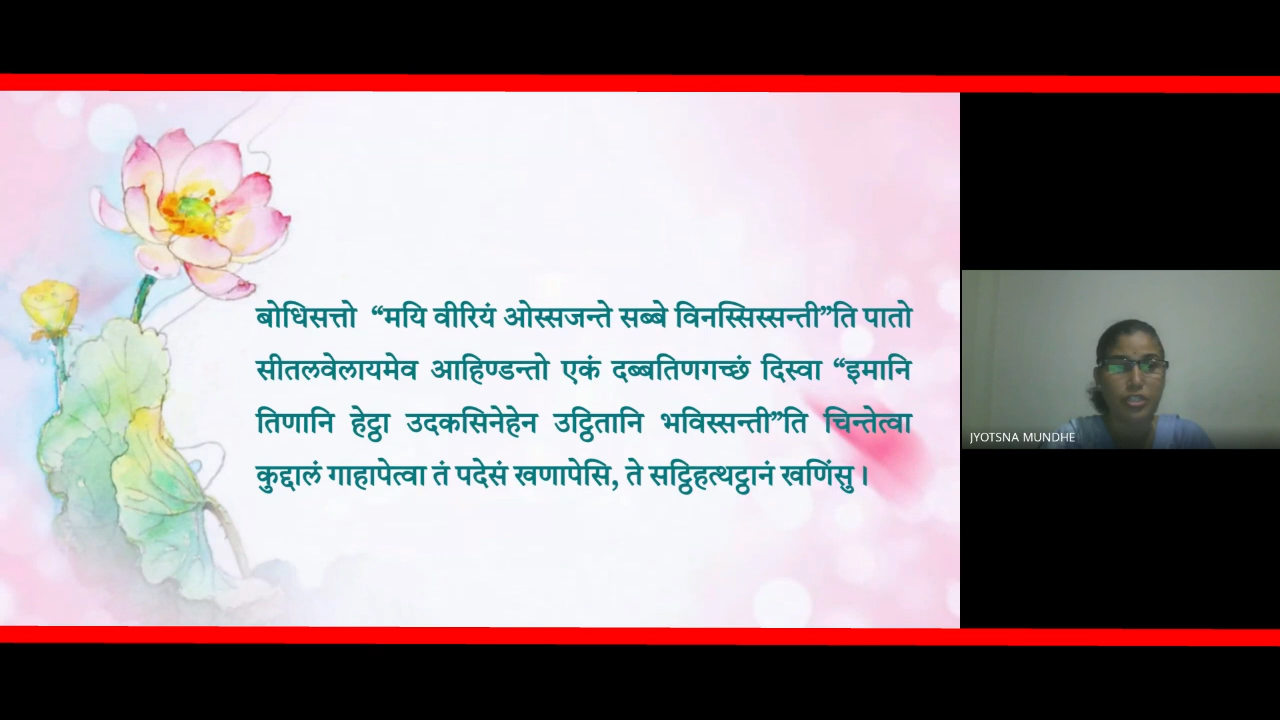 बोधिसत्तो “मयि वीरियं ओस्सजन्ते सब्बे विनस्सिस्सन्ती”ति पातो
सीतलवेलायमेव आहिण्डन्तो एकं दब्बतिणगच्छं दिस्वा “इमानि
तिणानि हेट्ठा उदकसिनेहेन उट्ठितानि भविस्सन्ती”ति चिन्तेत्वा
कुद्दालं गाहापेत्वा तं पदेसं खणापेसि, ते सट्ठिहत्थट्ठानं खणिंसु।
JYOTSNA MUNDHE